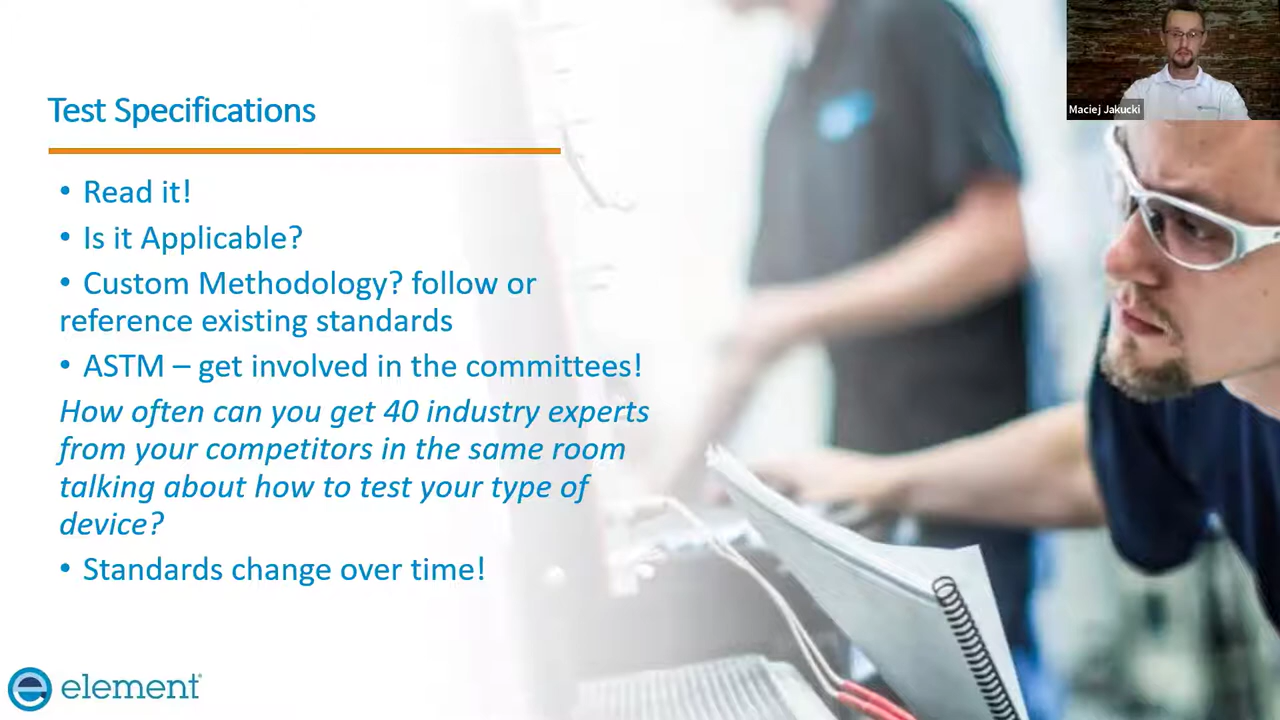 Maciej Jakucki
Test Specifications
• Read it!
• Is it Applicable?
• Custom Methodology? follow or
reference existing standards
• ASTM – get involved in the committees!
How often can you get 40 industry experts
from your competitors in the same room
talking about how to test your type of
device?
• Standards change over time!
element